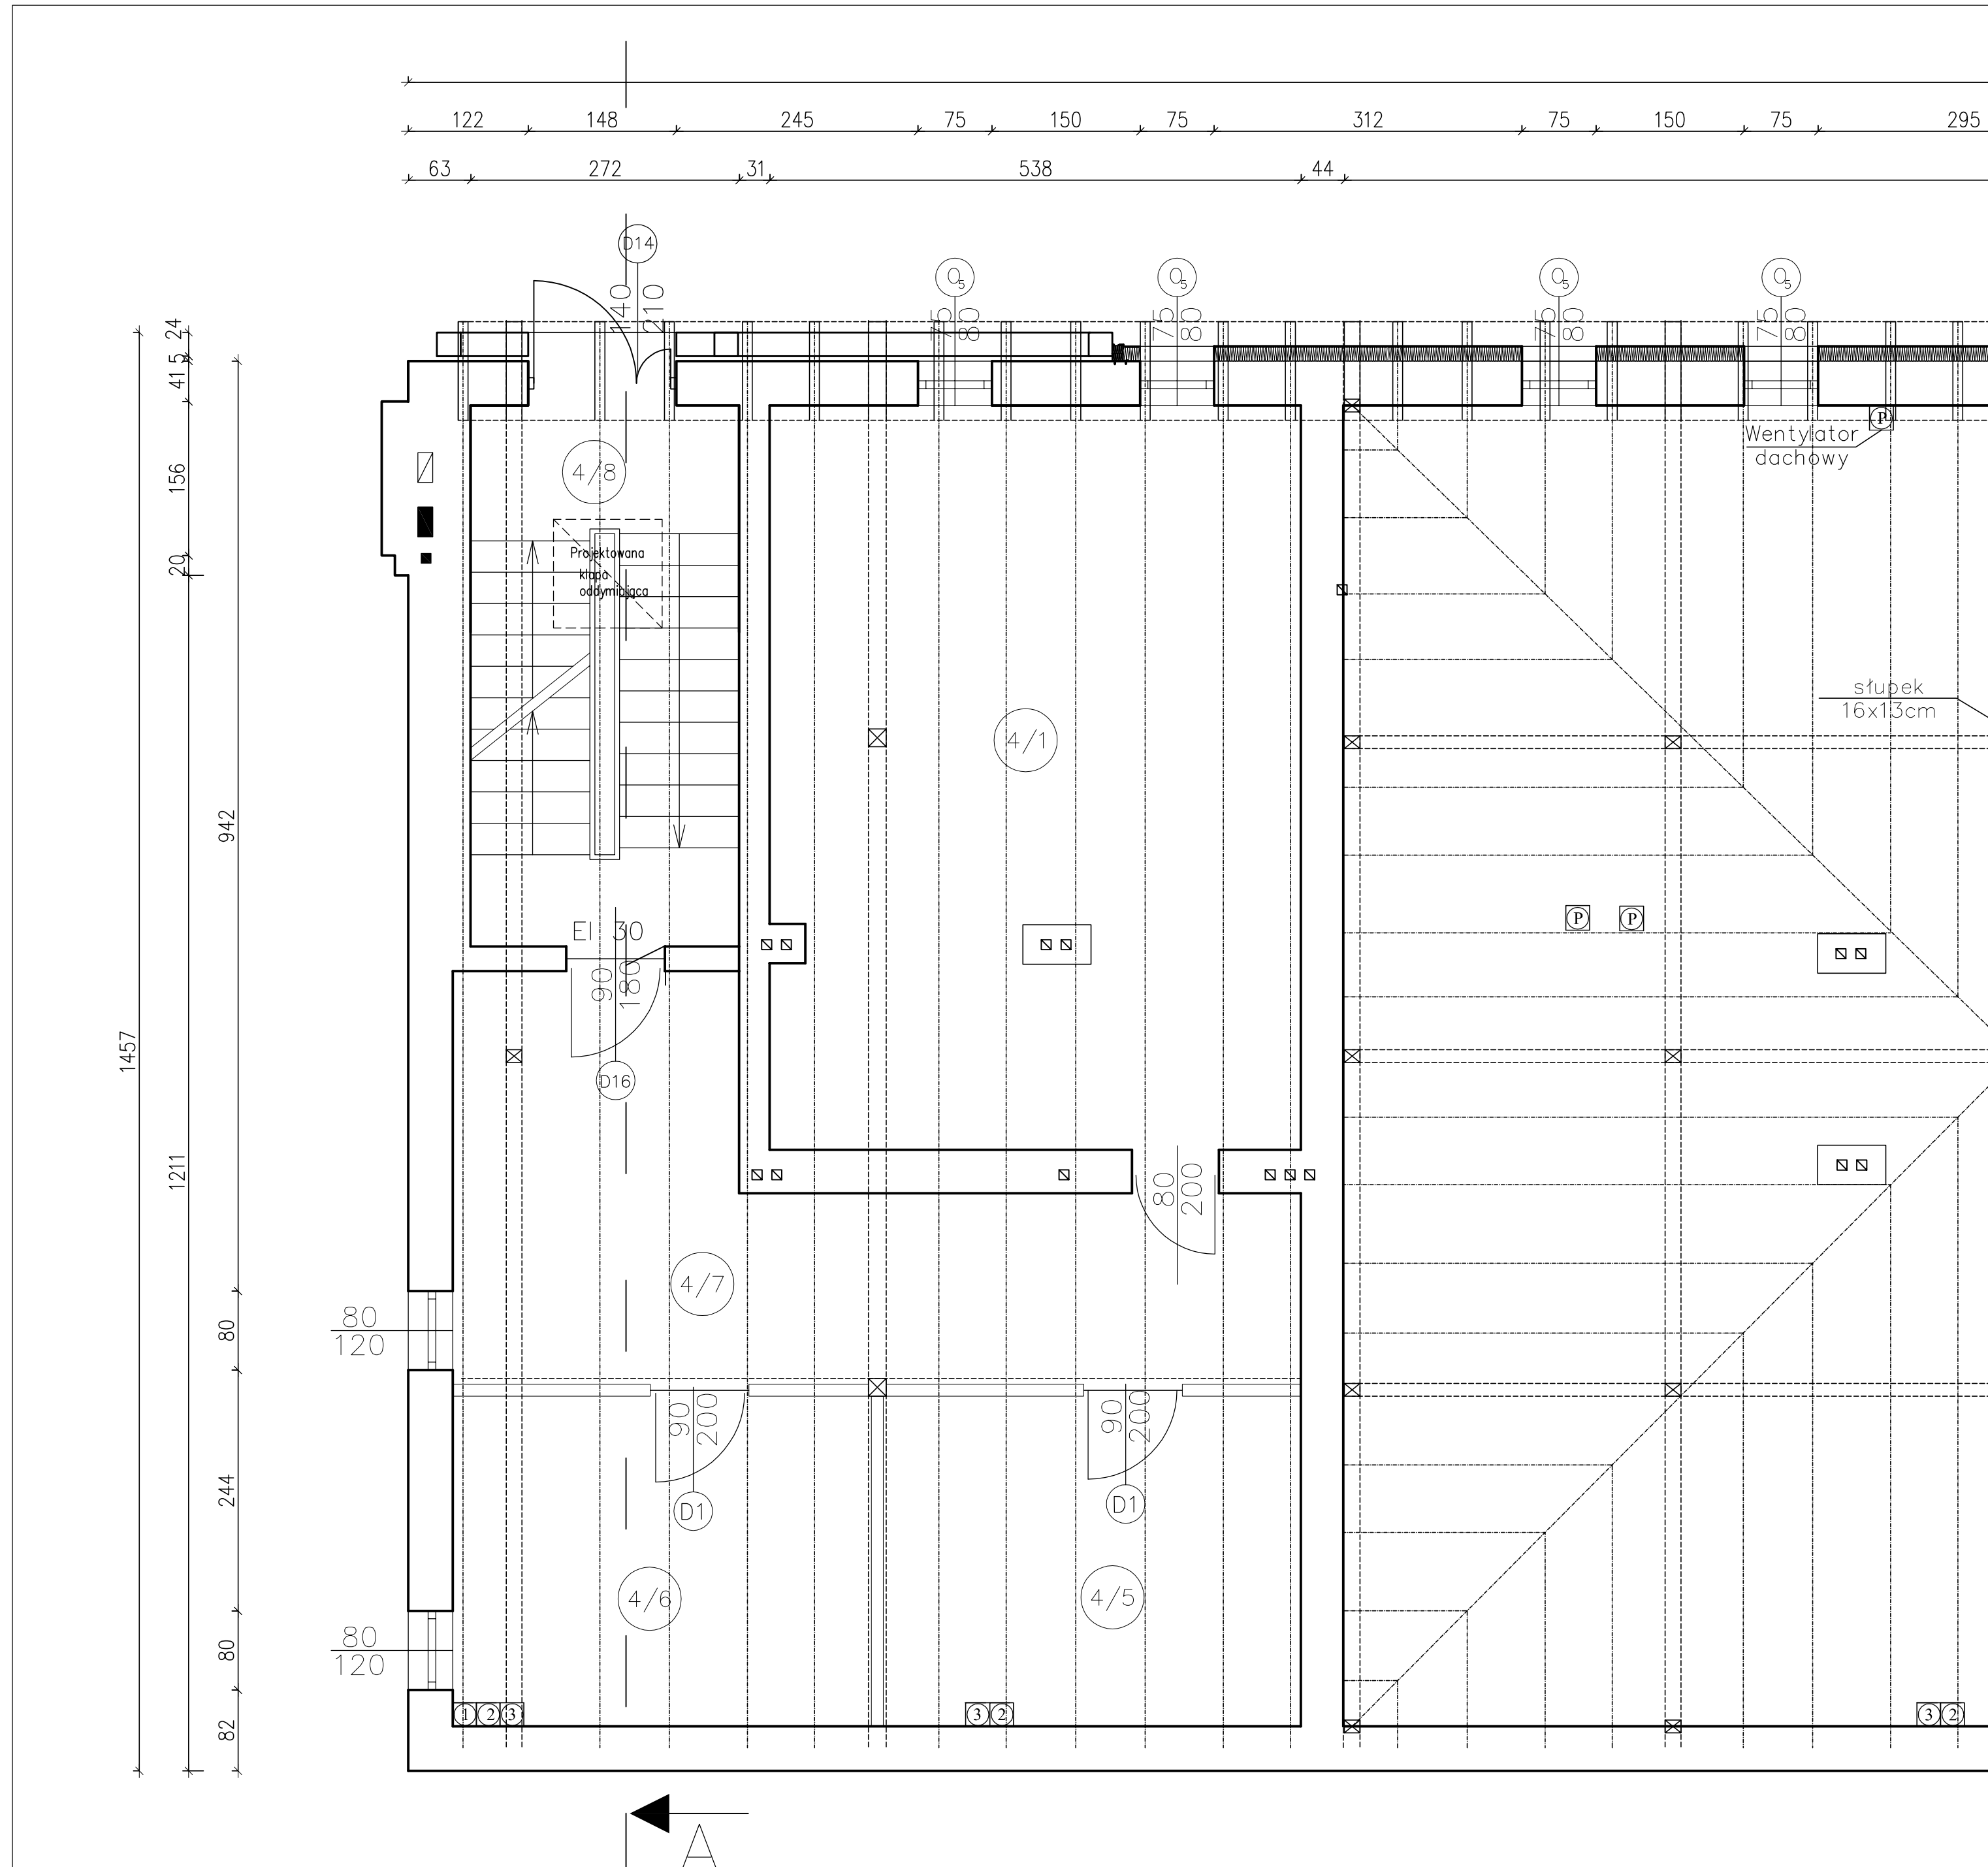 122 148 245 75 150 75 312 75 150 75 295
63 272 31 538 44
D14
140
210
O5
75
80
O5
75
80
O5
75
80
O5
75
80
24
5
41
156
20
1211
1457
942
80
244
80
82
P
Wentylator
dachowy
4/8
Projektowana
klapa
oddymiająca
4/1
słupek
16x13cm
EI 30
90
180
D16
P P
80
200
4/7
80
120
90
200
D1
90
200
D1
4/6
4/5
80
120
1 2 3
3 2
3 2
A